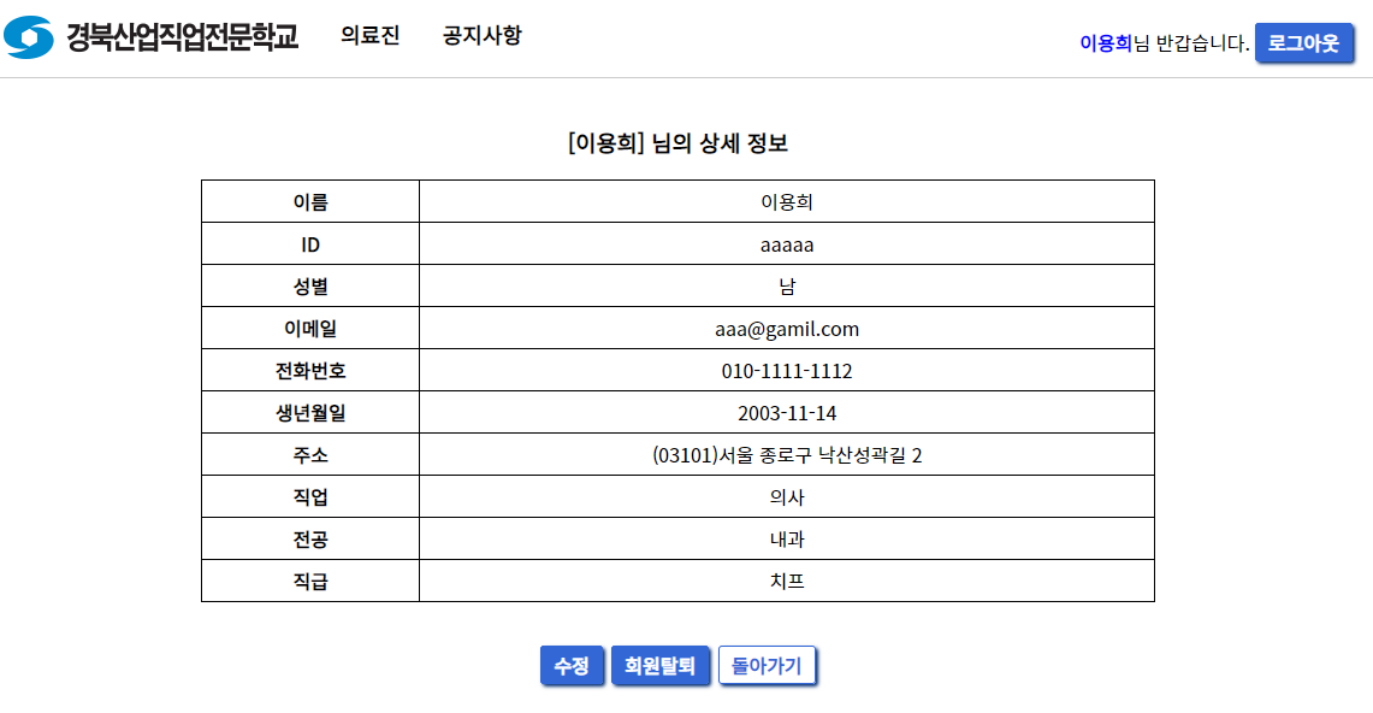 경북산업직업전문학교 의료진 공지사항 이용희님 반갑습니다. 로그아웃
[이용희] 님의 상세 정보
이름 이용희
ID aaaaa
성별 남
이메일 aaa@gamil.com
전화번호 010-1111-1112
생년월일 2003-11-14
주소 (03101)서울 종로구 낙산성곽길 2
직업 의사
전공 내과
직급 치프
수정 회원탈퇴 돌아가기